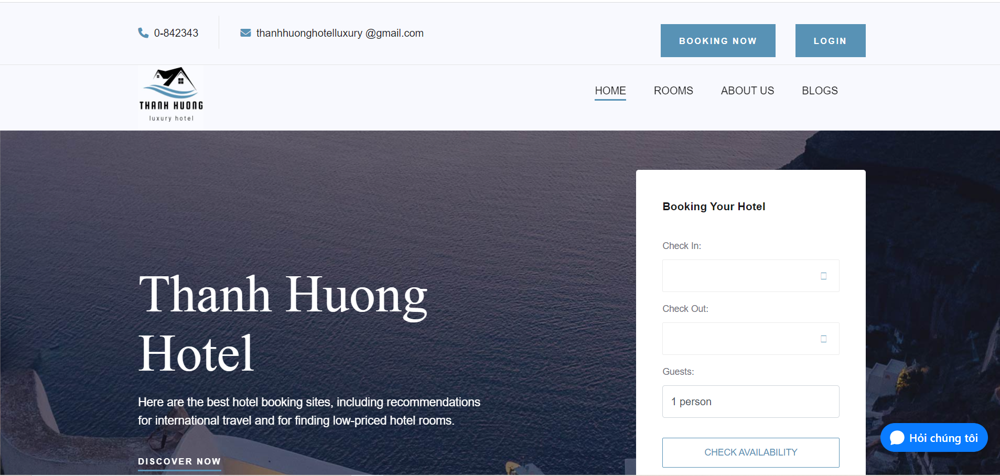 0-842343
thanhhuonghotelluxury @gmail.com
BOOKING NOW
LOGIN
THANH HUONG
luxury hotel
HOME
ROOMS
ABOUT US
BLOGS
Thanh Huong
Hotel
Here are the best hotel booking sites, including recommendations
for international travel and for finding low-priced hotel rooms.
DISCOVER NOW
Booking Your Hotel
Check In:
Check Out:
Guests:
1 person
CHECK AVAILABILITY
Hỏi chúng tôi